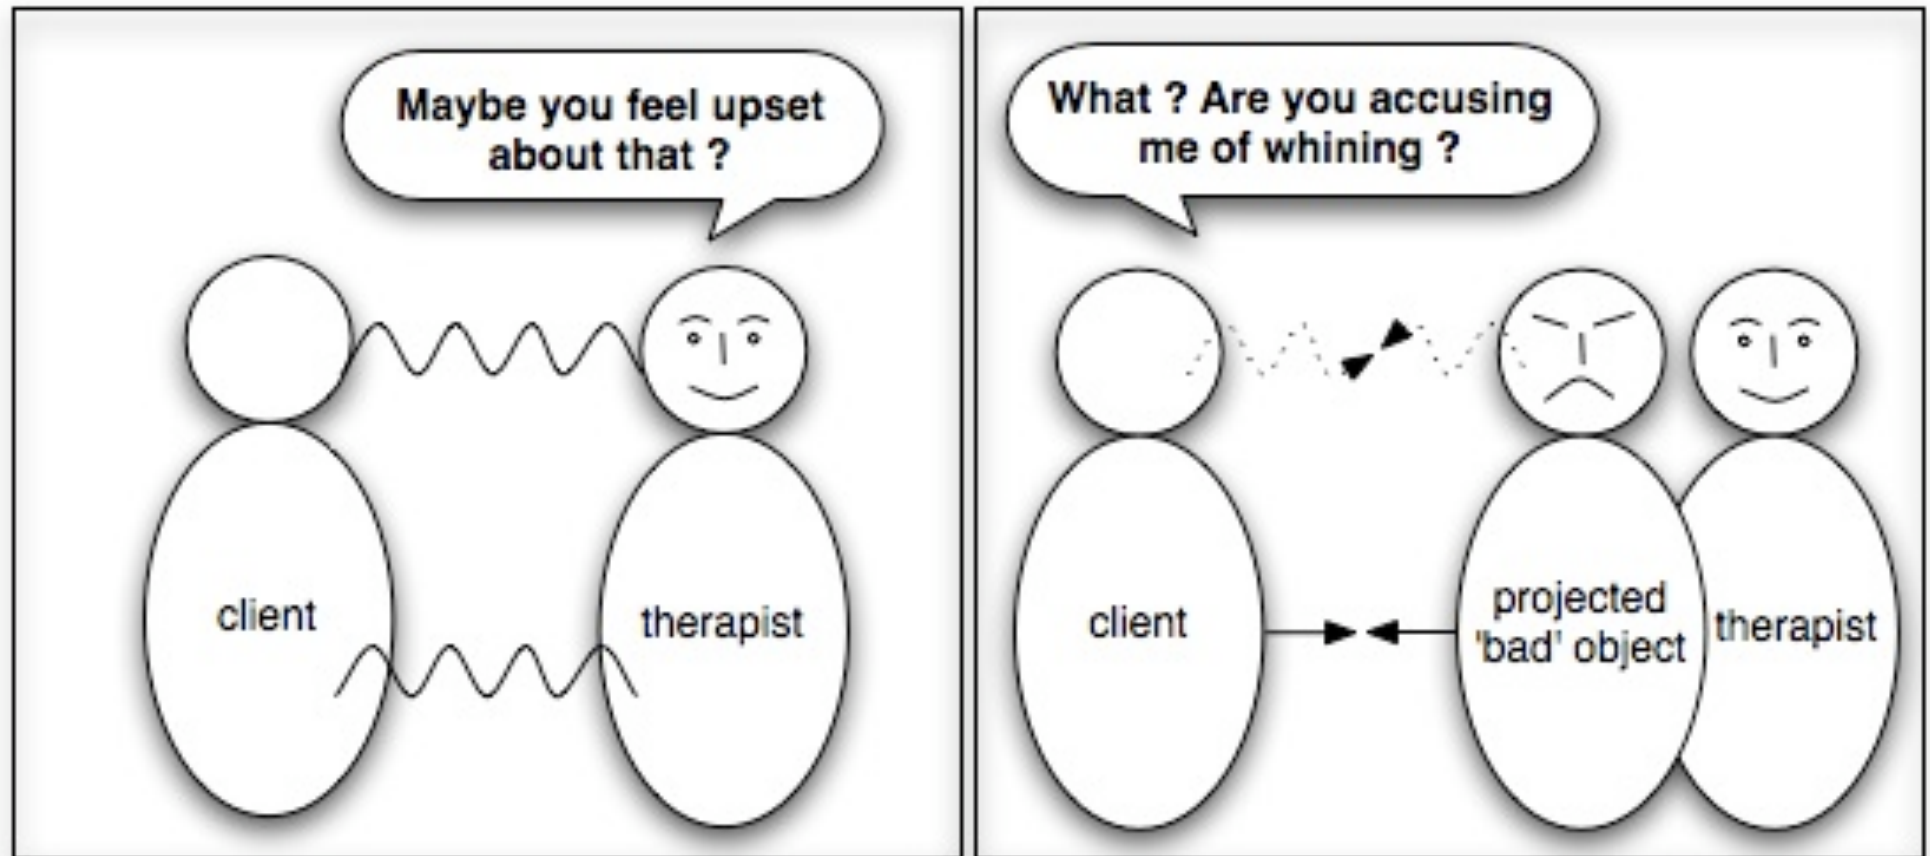 Maybe you feel upset
about that ?
client
therapist
What ? Are you accusing
me of whining ?
client
projected
'bad' object
therapist